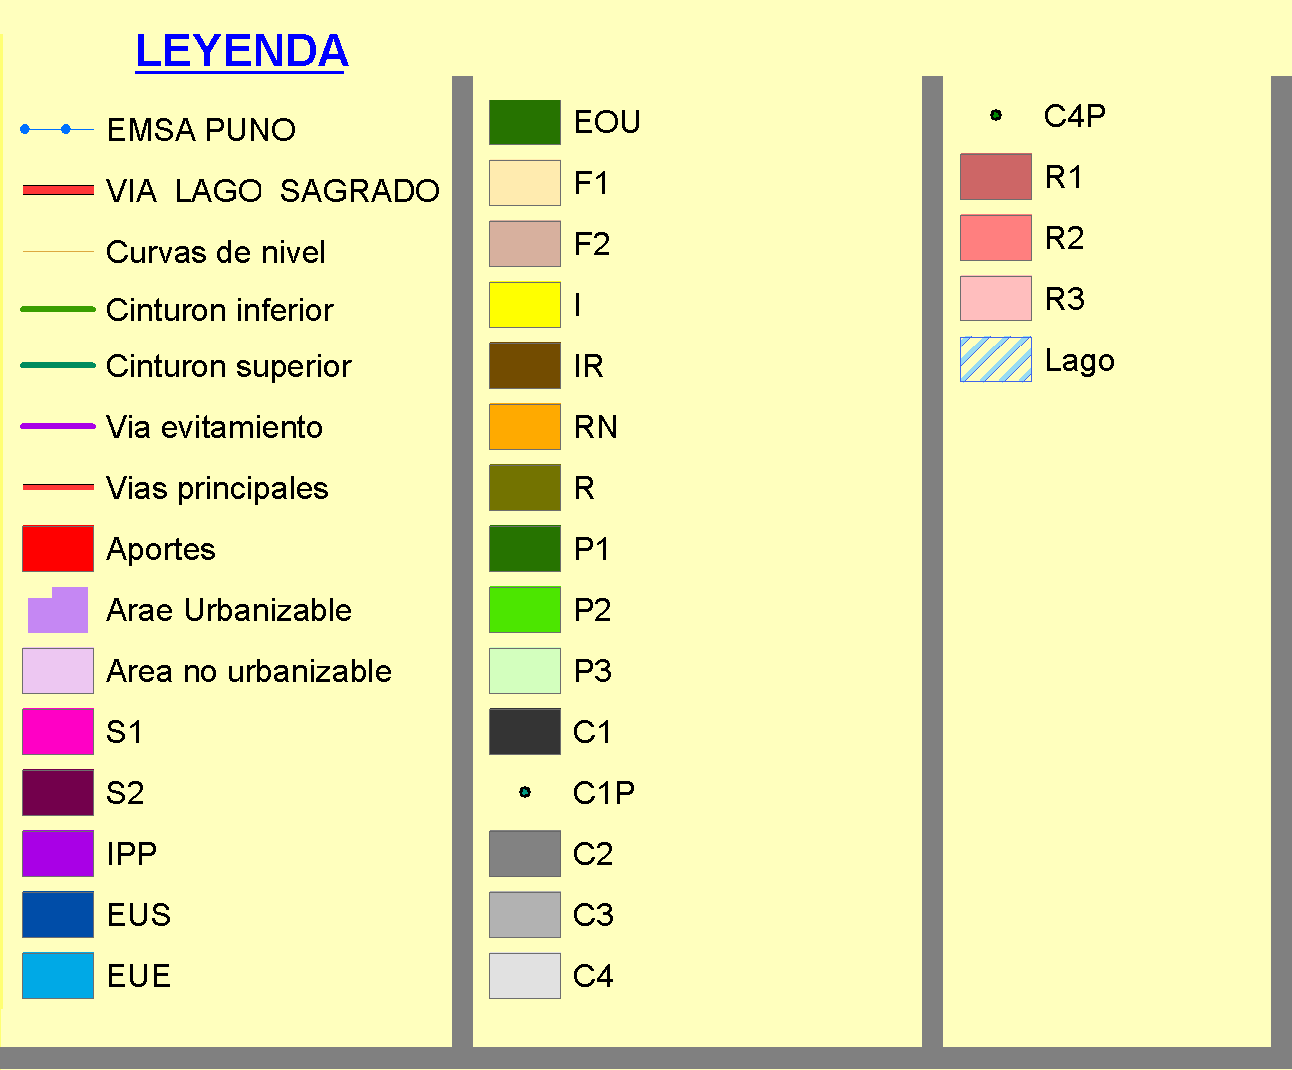 LEYENDA
EMSA PUNO
VIA LAGO SAGRADO
Curvas de nivel
Cinturon inferior
Cinturon superior
Via evitamiento
Vias principales
Aportes
Arae Urbanizable
Area no urbanizable
S1
S2
IPP
EUS
EUE
EOU
F1
F2
I
IR
RN
R
P1
P2
P3
C1
C1P
C2
C3
C4
C4P
R1
R2
R3
Lago